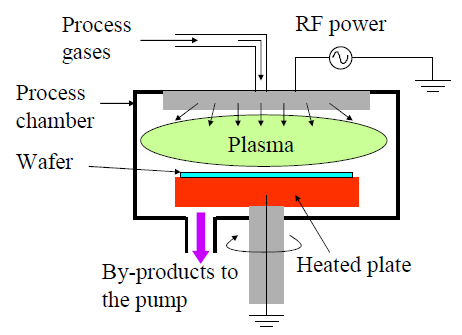 Process
gases
RF power
Process
chamber
Plasma
Wafer
Heated plate
By-products to
the pump